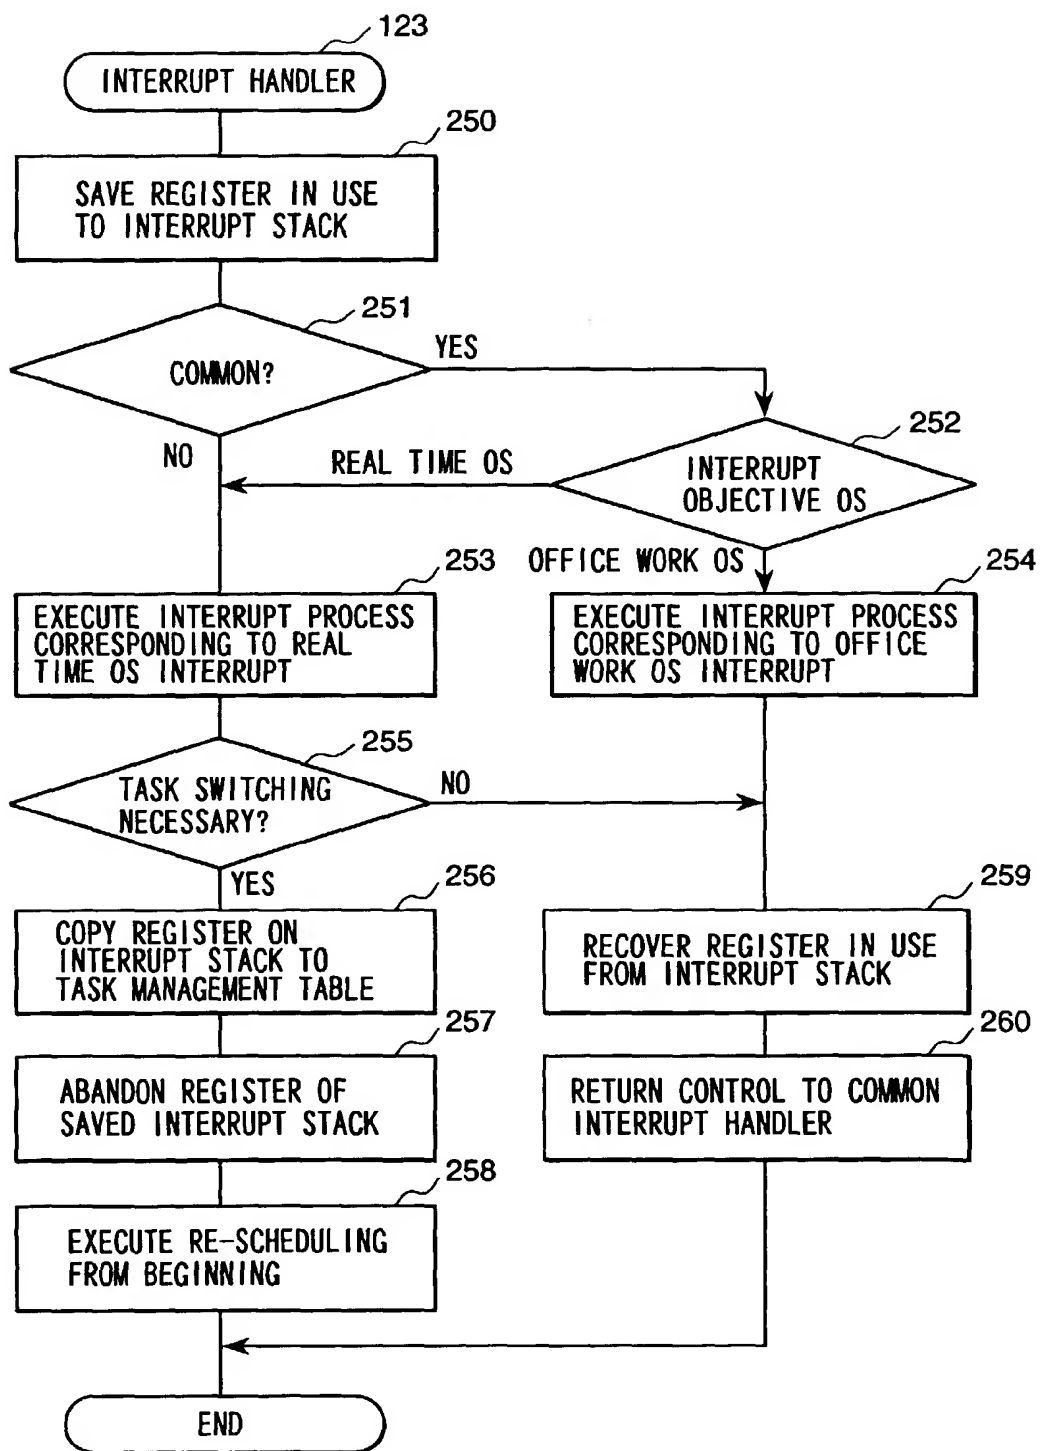 123
INTERRUPT HANDLER
250
SAVE REGISTER IN USE
TO INTERRUPT STACK
251
COMMON?
YES
NO
252
INTERRUPT
OBJECTIVE OS
REAL TIME OS
OFFICE WORK OS
253
EXECUTE INTERRUPT PROCESS
CORRESPONDING TO REAL
TIME OS INTERRUPT
254
EXECUTE INTERRUPT PROCESS
CORRESPONDING TO OFFICE
WORK OS INTERRUPT
255
TASK SWITCHING
NECESSARY?
NO
YES
256
COPY REGISTER ON
INTERRUPT STACK TO
TASK MANAGEMENT TABLE
259
RECOVER REGISTER IN USE
FROM INTERRUPT STACK
257
ABANDON REGISTER OF
SAVED INTERRUPT STACK
260
RETURN CONTROL TO COMMON
INTERRUPT HANDLER
258
EXECUTE RE-SCHEDULING
FROM BEGINNING
END